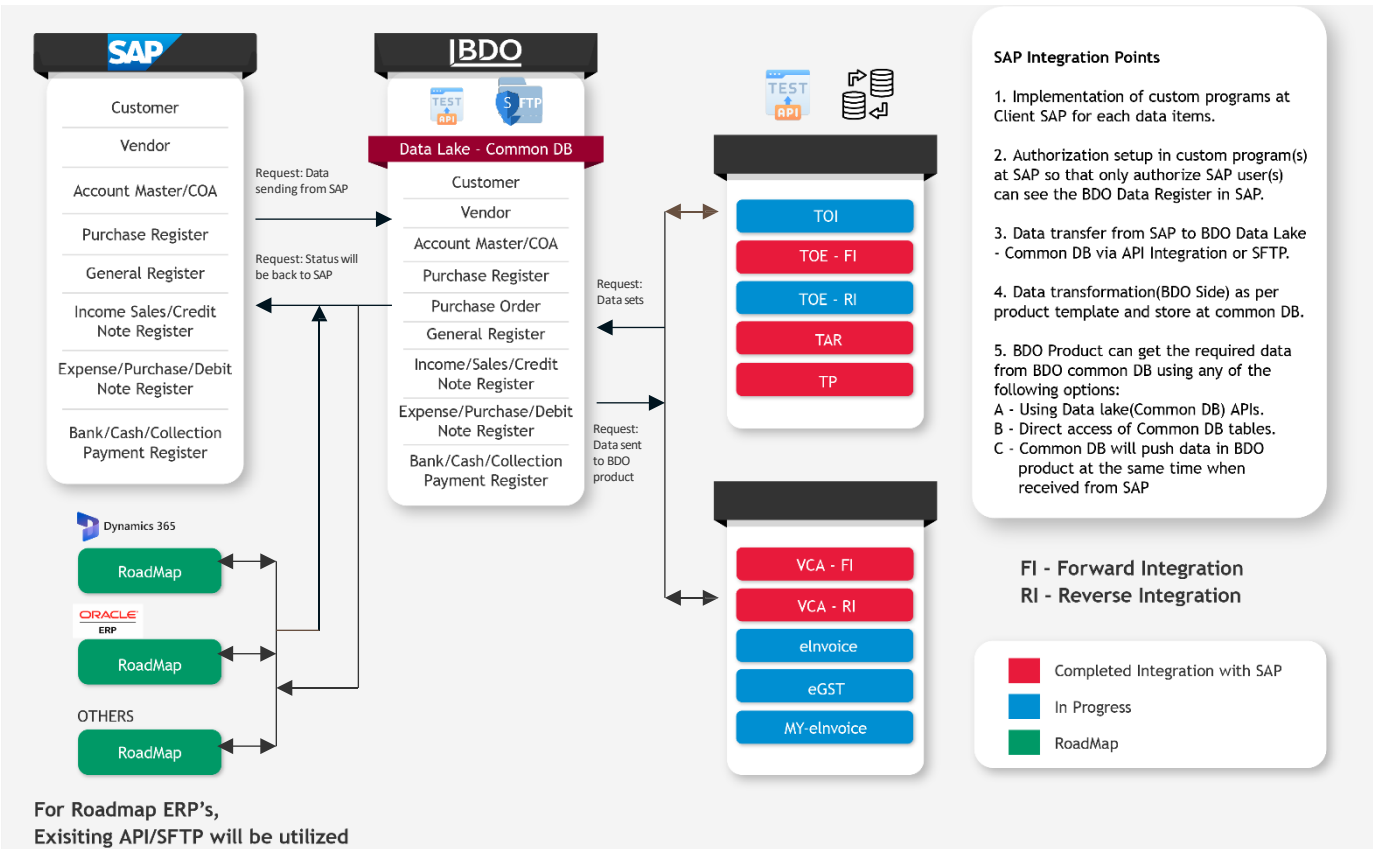 SAP
Customer
Vendor
Account Master/COA
Purchase Register
General Register
Income Sales/Credit
Note Register
Expense/Purchase/Debit
Note Register
Bank/Cash/Collection
Payment Register
Request: Data
sending from SAP
Request: Status will
be back to SAP
BDO
TEST
API
S FTP
Data Lake - Common DB
Customer
Vendor
Account Master/COA
Purchase Register
Purchase Order
General Register
Income/Sales/Credit
Note Register
Expense/Purchase/Debit
Note Register
Bank/Cash/Collection
Payment Register
Request:
Data sets
Request:
Data sent
to BDO
product
TEST
API
TOI
TOE - FI
TOE - RI
TAR
TP
VCA - FI
VCA - RI
eInvoice
eGST
MY-eInvoice
Dynamics 365
RoadMap
ORACLE
ERP
RoadMap
OTHERS
RoadMap
For Roadmap ERP's,
Exisiting API/SFTP will be utilized
SAP Integration Points
1. Implementation of custom programs at
Client SAP for each data items.
2. Authorization setup in custom program(s)
at SAP so that only authorize SAP user(s)
can see the BDO Data Register in SAP.
3. Data transfer from SAP to BDO Data Lake
- Common DB via API Integration or SFTP.
4. Data transformation(BDO Side) as per
product template and store at common DB.
5. BDO Product can get the required data
from BDO common DB using any of the
following options:
A - Using Data lake(Common DB) APIs.
B - Direct access of Common DB tables.
C - Common DB will push data in BDO
product at the same time when
received from SAP
FI - Forward Integration
RI - Reverse Integration
Completed Integration with SAP
In Progress
RoadMap